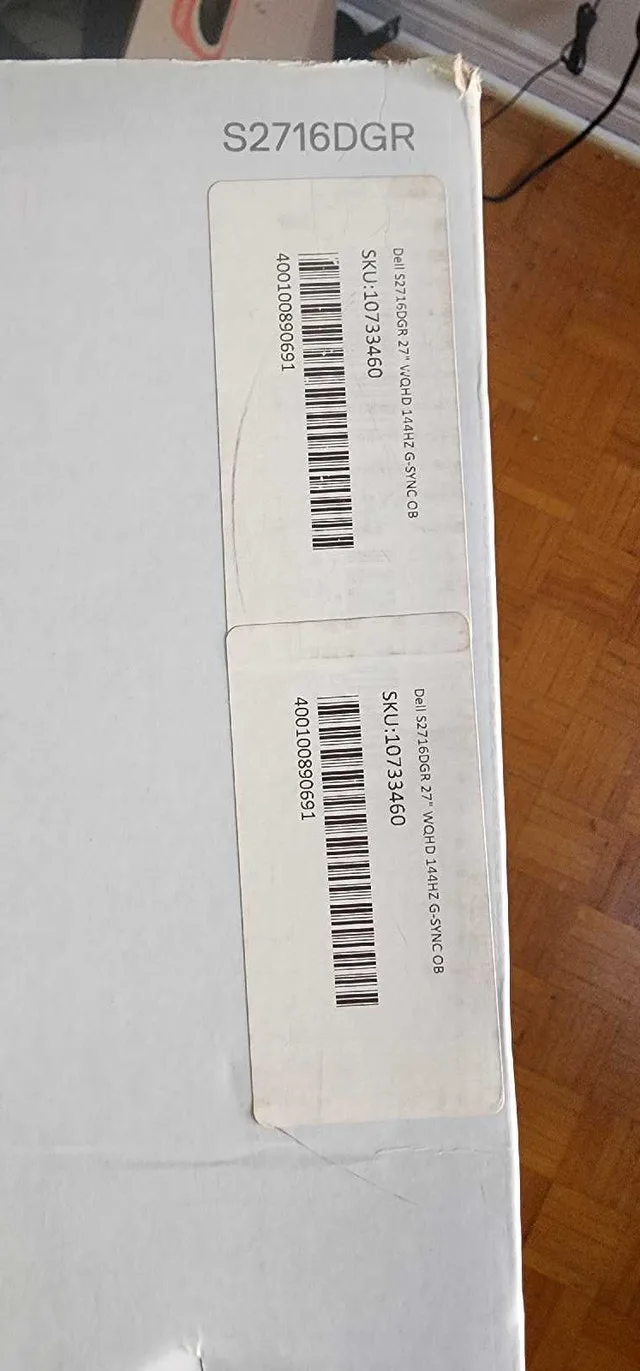 S2716DGR
Dell S2716DGR 27" WQHD 144HZ G-SYNC OB
SKU:10733460
400100890691
Dell S2716DGR 27" WQHD 144HZ G-SYNC OB
SKU:10733460
400100890691